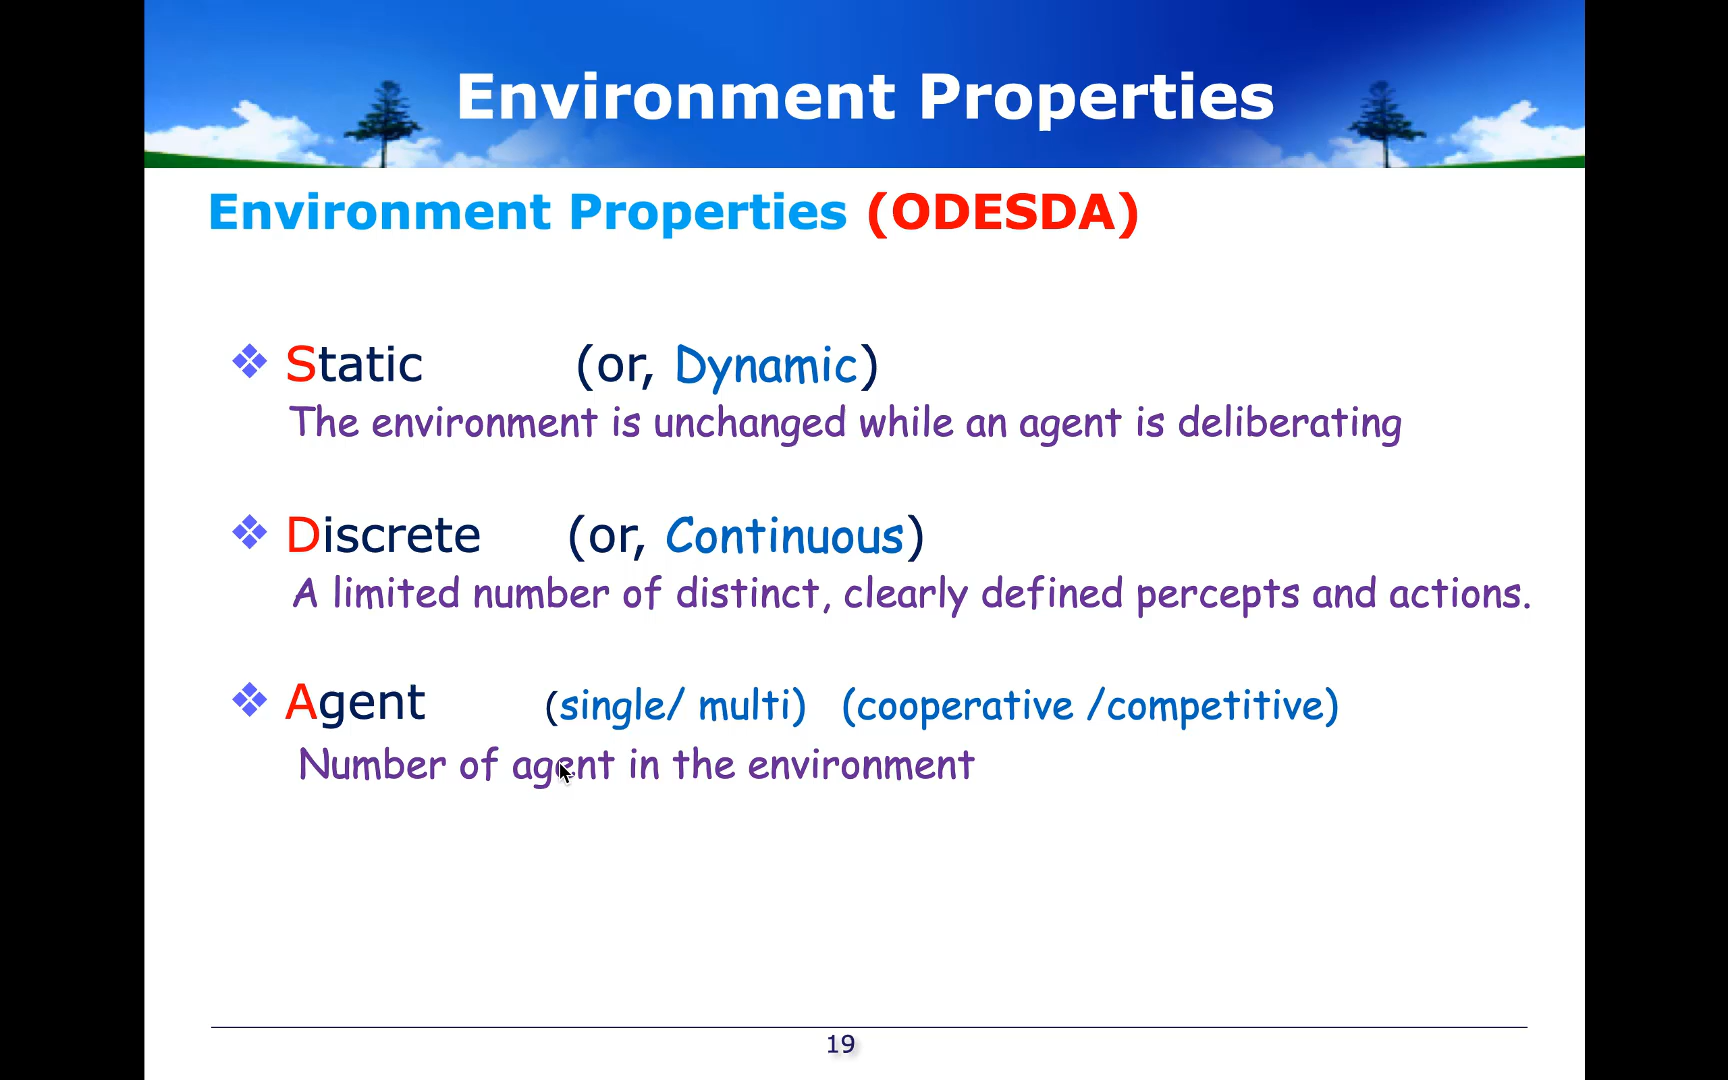 Environment Properties
Environment Properties (ODESDA)
Static (or, Dynamic)
The environment is unchanged while an agent is deliberating
Discrete (or, Continuous)
A limited number of distinct, clearly defined percepts and actions.
Agent (single/ multi) (cooperative /competitive)
Number of agent in the environment
19